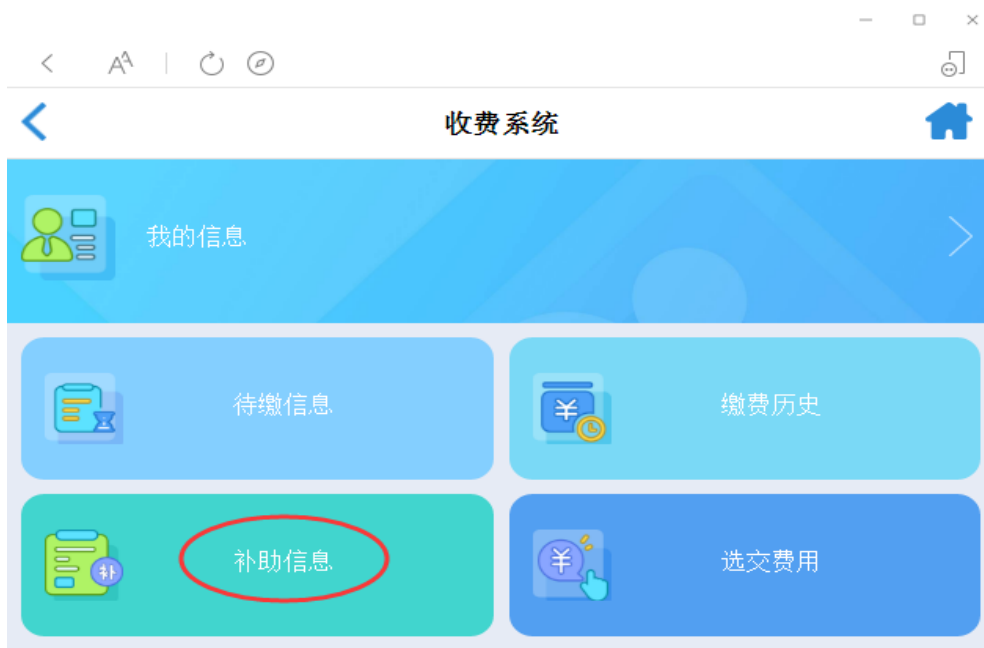 收费系统
我的信息
待缴信息
缴费历史
补
补助信息
选交费用